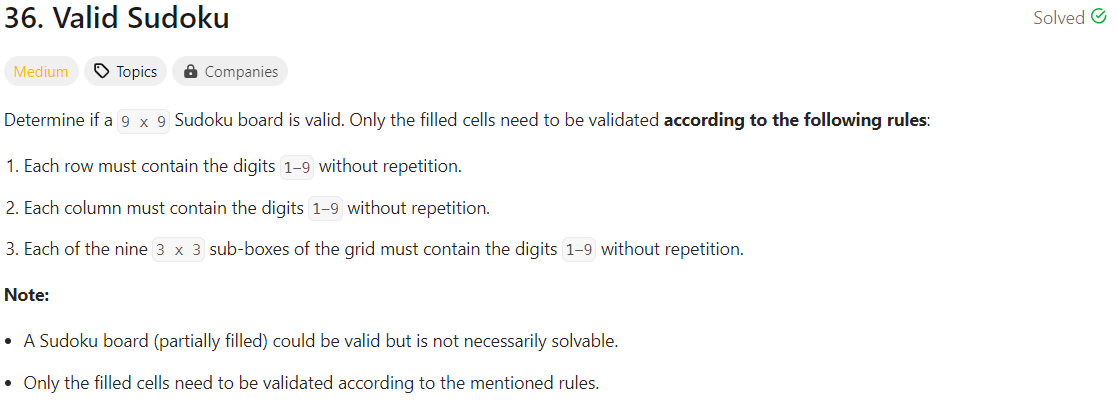 36. Valid Sudoku
Solved
Medium Topics Companies
Determine if a 9 x 9 Sudoku board is valid. Only the filled cells need to be validated according to the following rules:
1. Each row must contain the digits 1-9 without repetition.
2. Each column must contain the digits 1-9 without repetition.
3. Each of the nine 3 x 3 sub-boxes of the grid must contain the digits 1-9 without repetition.
Note:
• A Sudoku board (partially filled) could be valid but is not necessarily solvable.
• Only the filled cells need to be validated according to the mentioned rules.